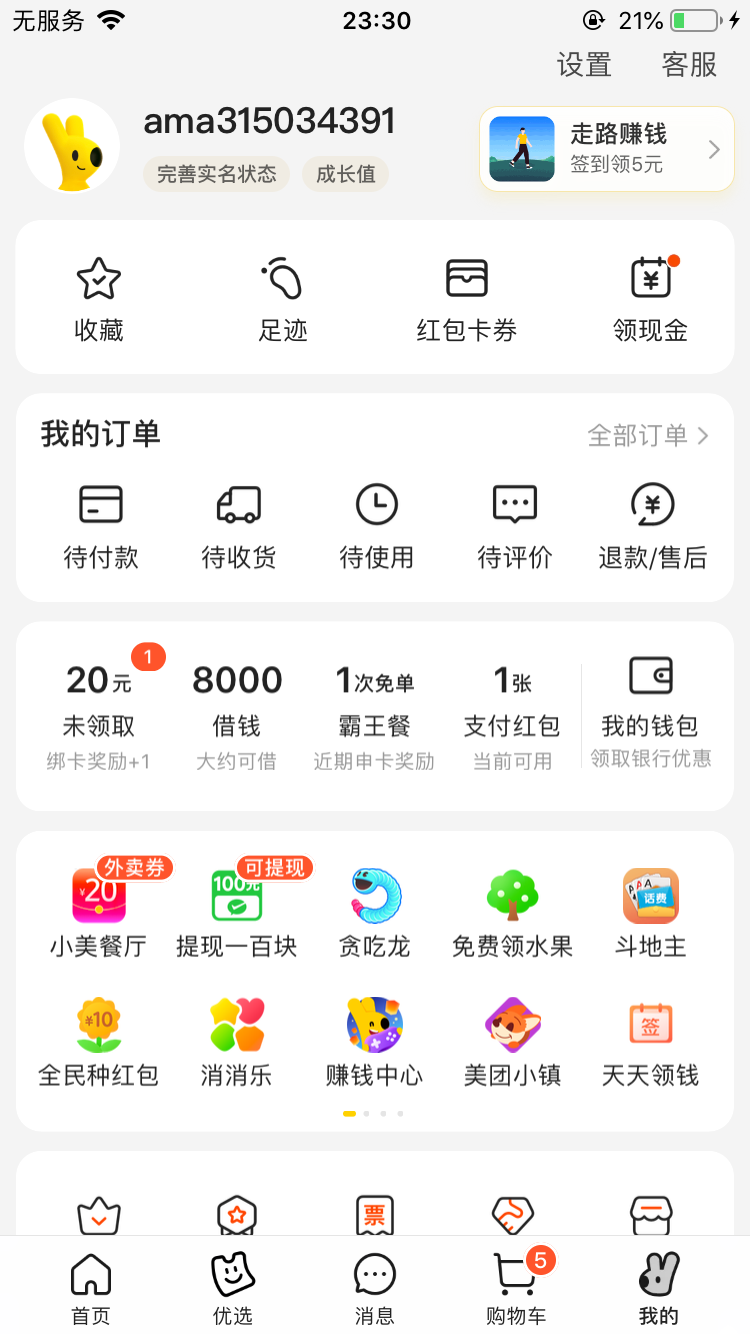 无服务 23:30 21%
设置 客服
ama315034391
完善实名状态 成长值
走路赚钱
签到领5元
收藏 足迹 红包卡券 领现金
我的订单 全部订单
待付款 待收货 待使用 待评价 退款/售后
1
20元 8000 1次免单 1张
未领取 借钱 霸王餐 支付红包 我的钱包
绑卡奖励+1 大约可借 近期申卡奖励 当前可用 领取银行优惠
外卖券 可提现
¥20 100元 AAA 话费
小美餐厅 提现一百块 贪吃龙 免费领水果 斗地主
¥10 签
全民种红包 消消乐 赚钱中心 美团小镇 天天领钱
票
5
首页 优选 消息 购物车 我的